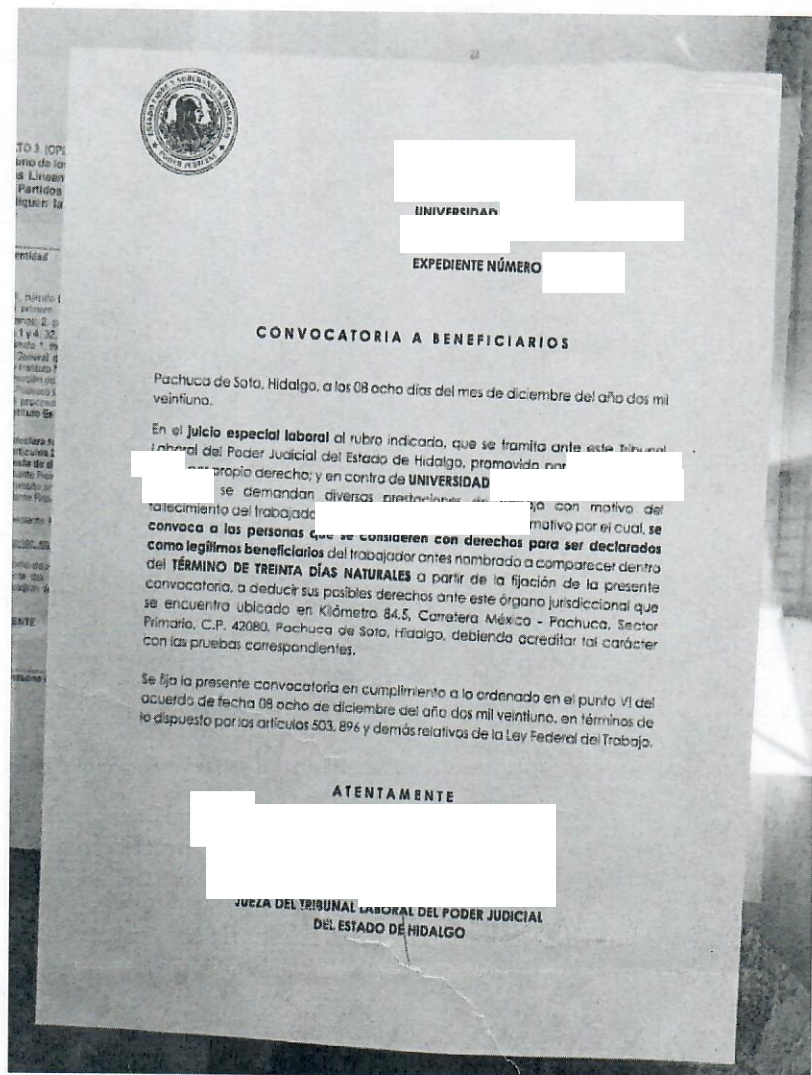 ESTADO LIBRE Y SOBERANO DE HIDALGO
PODER JUDICIAL
UNIVERSIDAD
EXPEDIENTE NÚMERO
CONVOCATORIA A BENEFICIARIOS
Pachuca de Soto, Hidalgo, a los 08 ocho días del mes de diciembre del año dos mil
veintiuno.
En el juicio especial laboral al rubro indicado, que se tramita ante este Tribunal
Laboral del Poder Judicial del Estado de Hidalgo, promovido por
propio derecho; y en contra de UNIVERSIDAD
se demandan diversas prestaciones de con motivo del
fallecimiento del trabajador motivo por el cual, se
convoca a las personas que se consideren con derechos para ser declarados
como legítimos beneficiarios del trabajador antes nombrado a comparecer dentro
del TÉRMINO DE TREINTA DÍAS NATURALES a partir de la fijación de la presente
convocatoria, a deducir sus posibles derechos ante este órgano jurisdiccional que
se encuentra ubicado en Kilómetro 84.5, Carretera México - Pachuca, Sector
Primario, C.P. 42080, Pachuca de Soto, Hidalgo, debiendo acreditar tal carácter
con las pruebas correspondientes.
Se fija la presente convocatoria en cumplimiento a lo ordenado en el punto VI del
acuerdo de fecha 08 ocho de diciembre del año dos mil veintiuno, en términos de
lo dispuesto por los artículos 503, 896 y demás relativos de la Ley Federal del Trabajo.
ATENTAMENTE
JUEZA DEL TRIBUNAL LABORAL DEL PODER JUDICIAL
DEL ESTADO DE HIDALGO